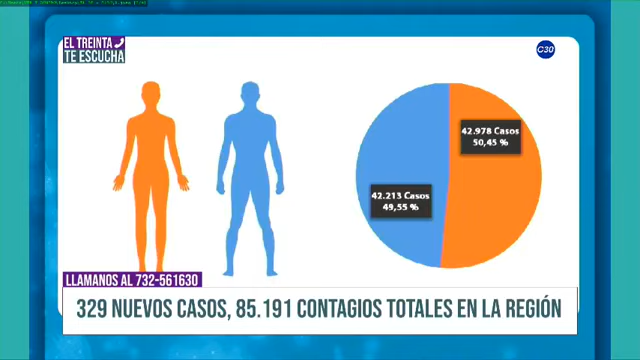 EL TREINTA
TE ESCUCHA
C30
42.978 Casos
50,45 %
42.213 Casos
49,55 %
LLAMANOS AL 732-561630
329 NUEVOS CASOS, 85.191 CONTAGIOS TOTALES EN LA REGIÓN